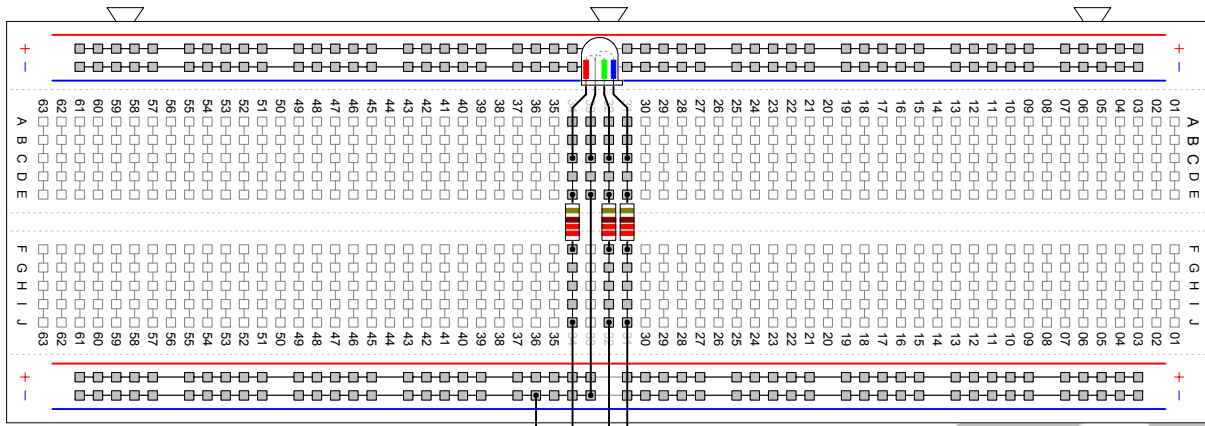 + +
− −
63 62 61 60 59 58 57 56 55 54 53 52 51 50 49 48 47 46 45 44 43 42 41 40 39 38 37 36 35 30 29 28 27 26 25 24 23 22 21 20 19 18 17 16 15 14 13 12 11 10 09 08 07 06 05 04 03 02 01
A A
B B
C C
D D
E E
F F
G G
H H
I I
J J
63 62 61 60 59 58 57 56 55 54 53 52 51 50 49 48 47 46 45 44 43 42 41 40 39 38 37 36 35 30 29 28 27 26 25 24 23 22 21 20 19 18 17 16 15 14 13 12 11 10 09 08 07 06 05 04 03 02 01
+ +
− −